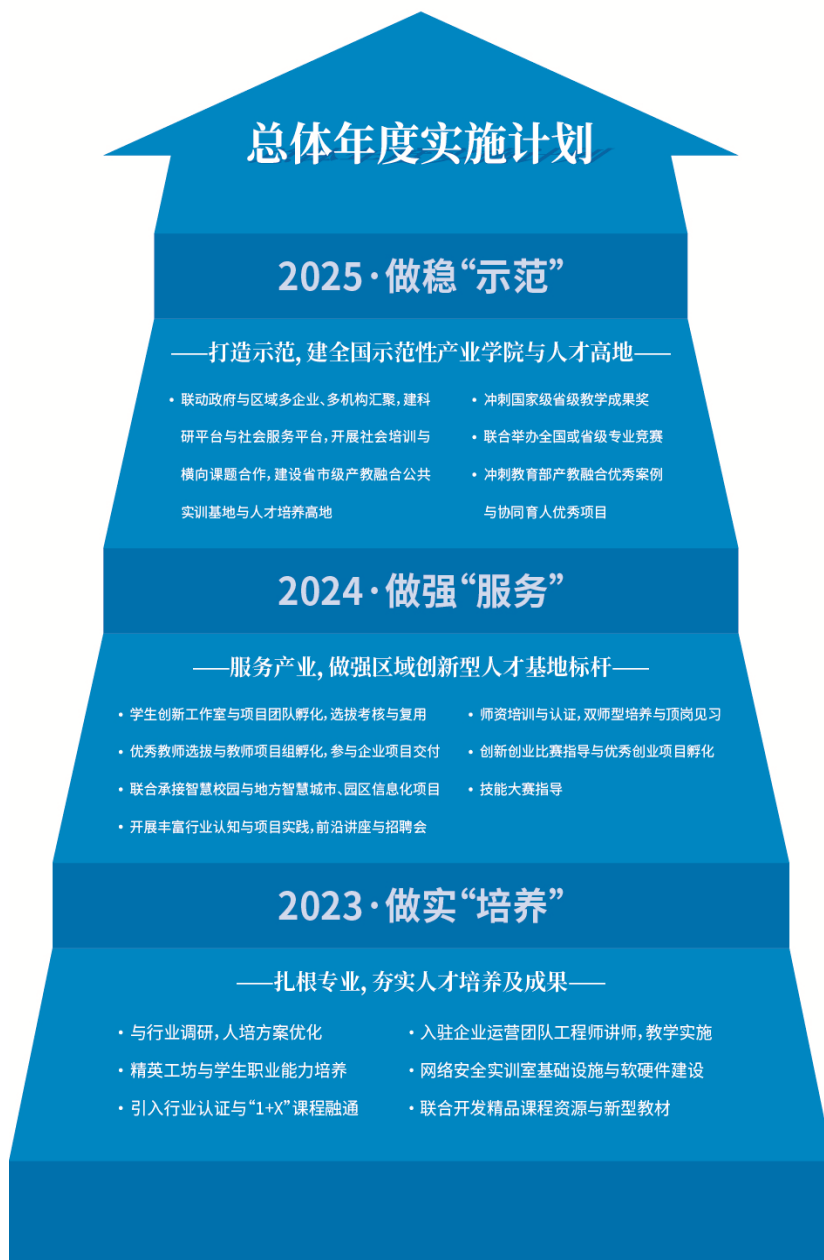 总体年度实施计划
2025·做稳“示范”
——打造示范,建全国示范性产业学院与人才高地——
• 联动政府与区域多企业、多机构汇聚,建科
研平台与社会服务平台,开展社会培训与
横向课题合作,建设省市级产教融合公共
实训基地与人才培养高地
• 冲刺国家级省级教学成果奖
• 联合举办全国或省级专业竞赛
• 冲刺教育部产教融合优秀案例
与协同育人优秀项目
2024·做强“服务”
——服务产业,做强区域创新型人才基地标杆——
• 学生创新工作室与项目团队孵化,选拔考核与复用
• 优秀教师选拔与教师项目组孵化,参与企业项目交付
• 联合承接智慧校园与地方智慧城市、园区信息化项目
• 开展丰富行业认知与项目实践,前沿讲座与招聘会
• 师资培训与认证,双师型培养与顶岗见习
• 创新创业比赛指导与优秀创业项目孵化
• 技能大赛指导
2023·做实“培养”
——扎根专业,夯实人才培养及成果——
• 与行业调研,人培方案优化
• 精英工坊与学生职业能力培养
• 引入行业认证与“1+X”课程融通
• 入驻企业运营团队工程师讲师,教学实施
• 网络安全实训室基础设施与软硬件建设
• 联合开发精品课程资源与新型教材